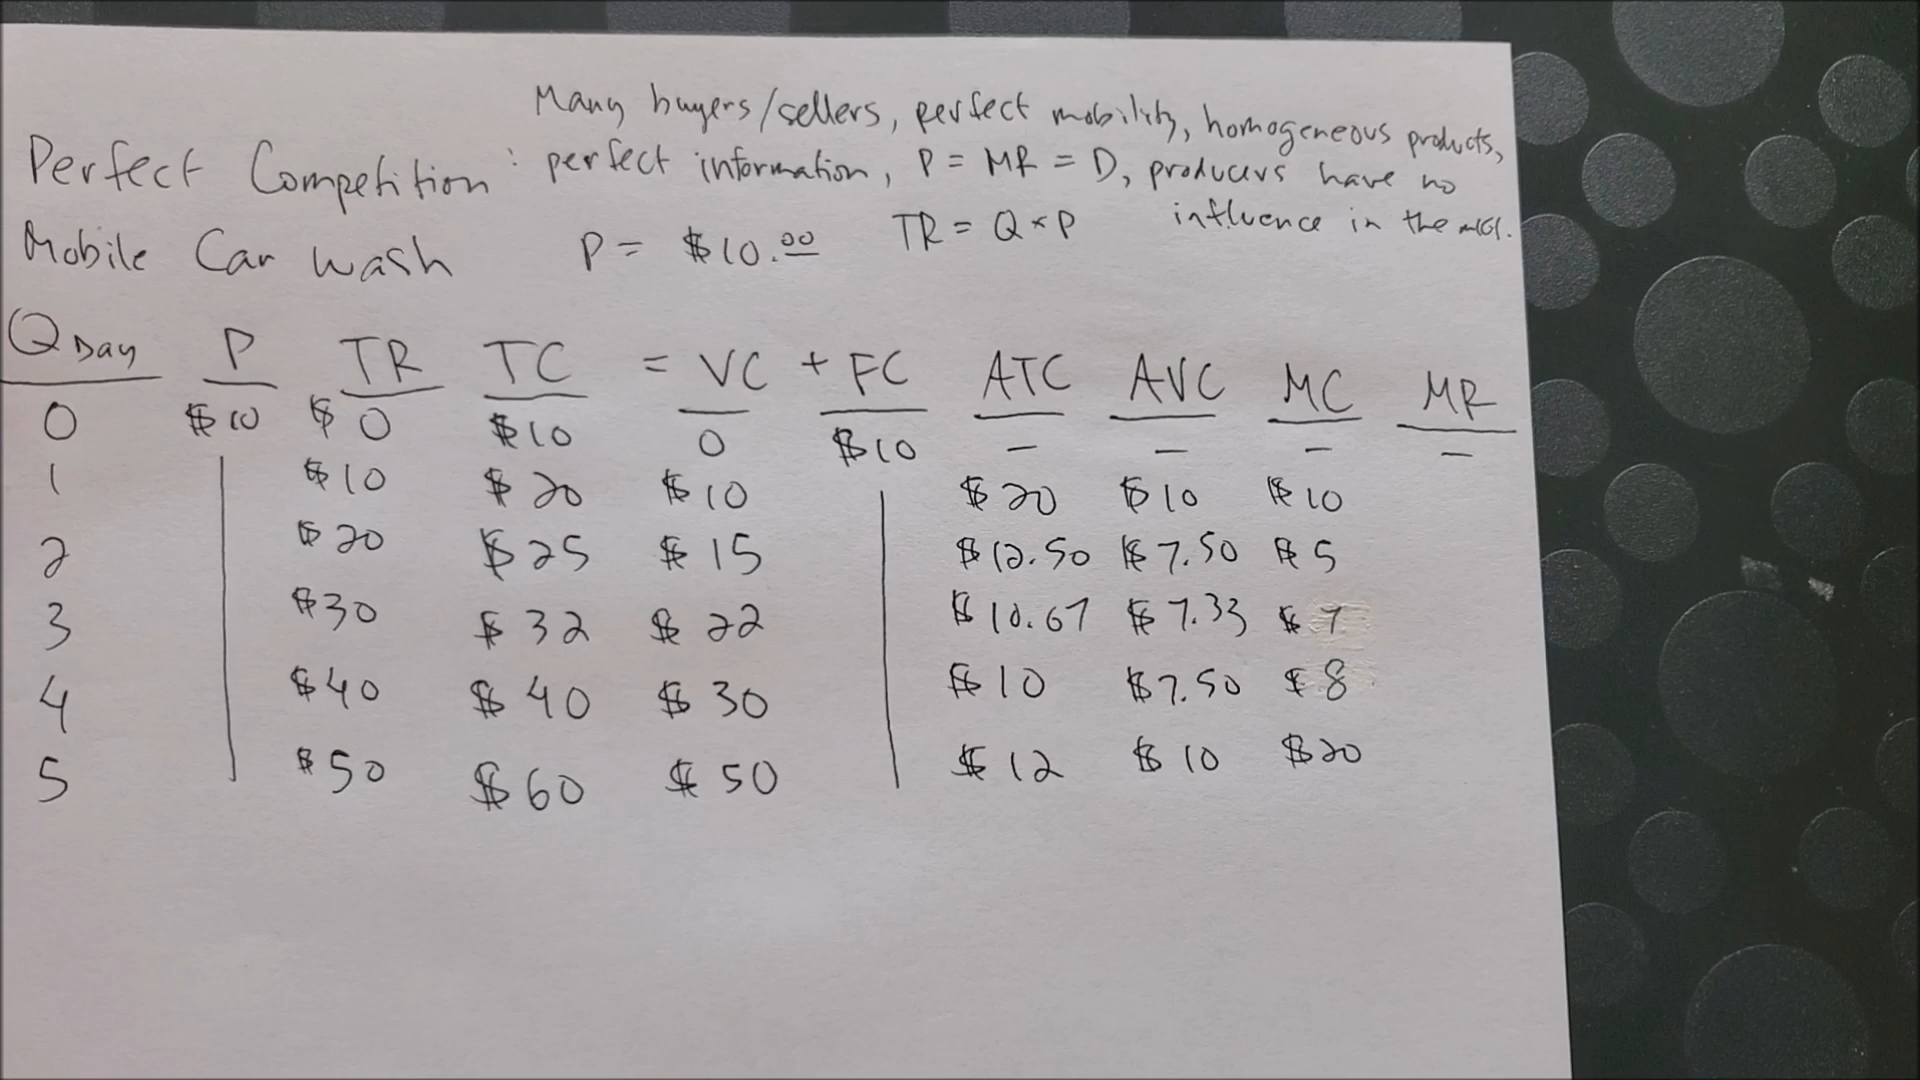 Many buyers/sellers, perfect mobility, homogeneous products,
Perfect Competition : perfect information, P = MR = D, producers have no
influence in the mkt.
Mobile Car Wash P = $10.00 TR = Q x P
Q Day P TR TC = VC + FC ATC AVC MC MR
0 $10 $0 $10 0 $10 – – – –
1 $10 $20 $10 $20 $10 $10
2 $20 $25 $15 $12.50 $7.50 $5
3 $30 $32 $22 $10.67 $7.33 $7
4 $40 $40 $30 $10 $7.50 $8
5 $50 $60 $50 $12 $10 $20